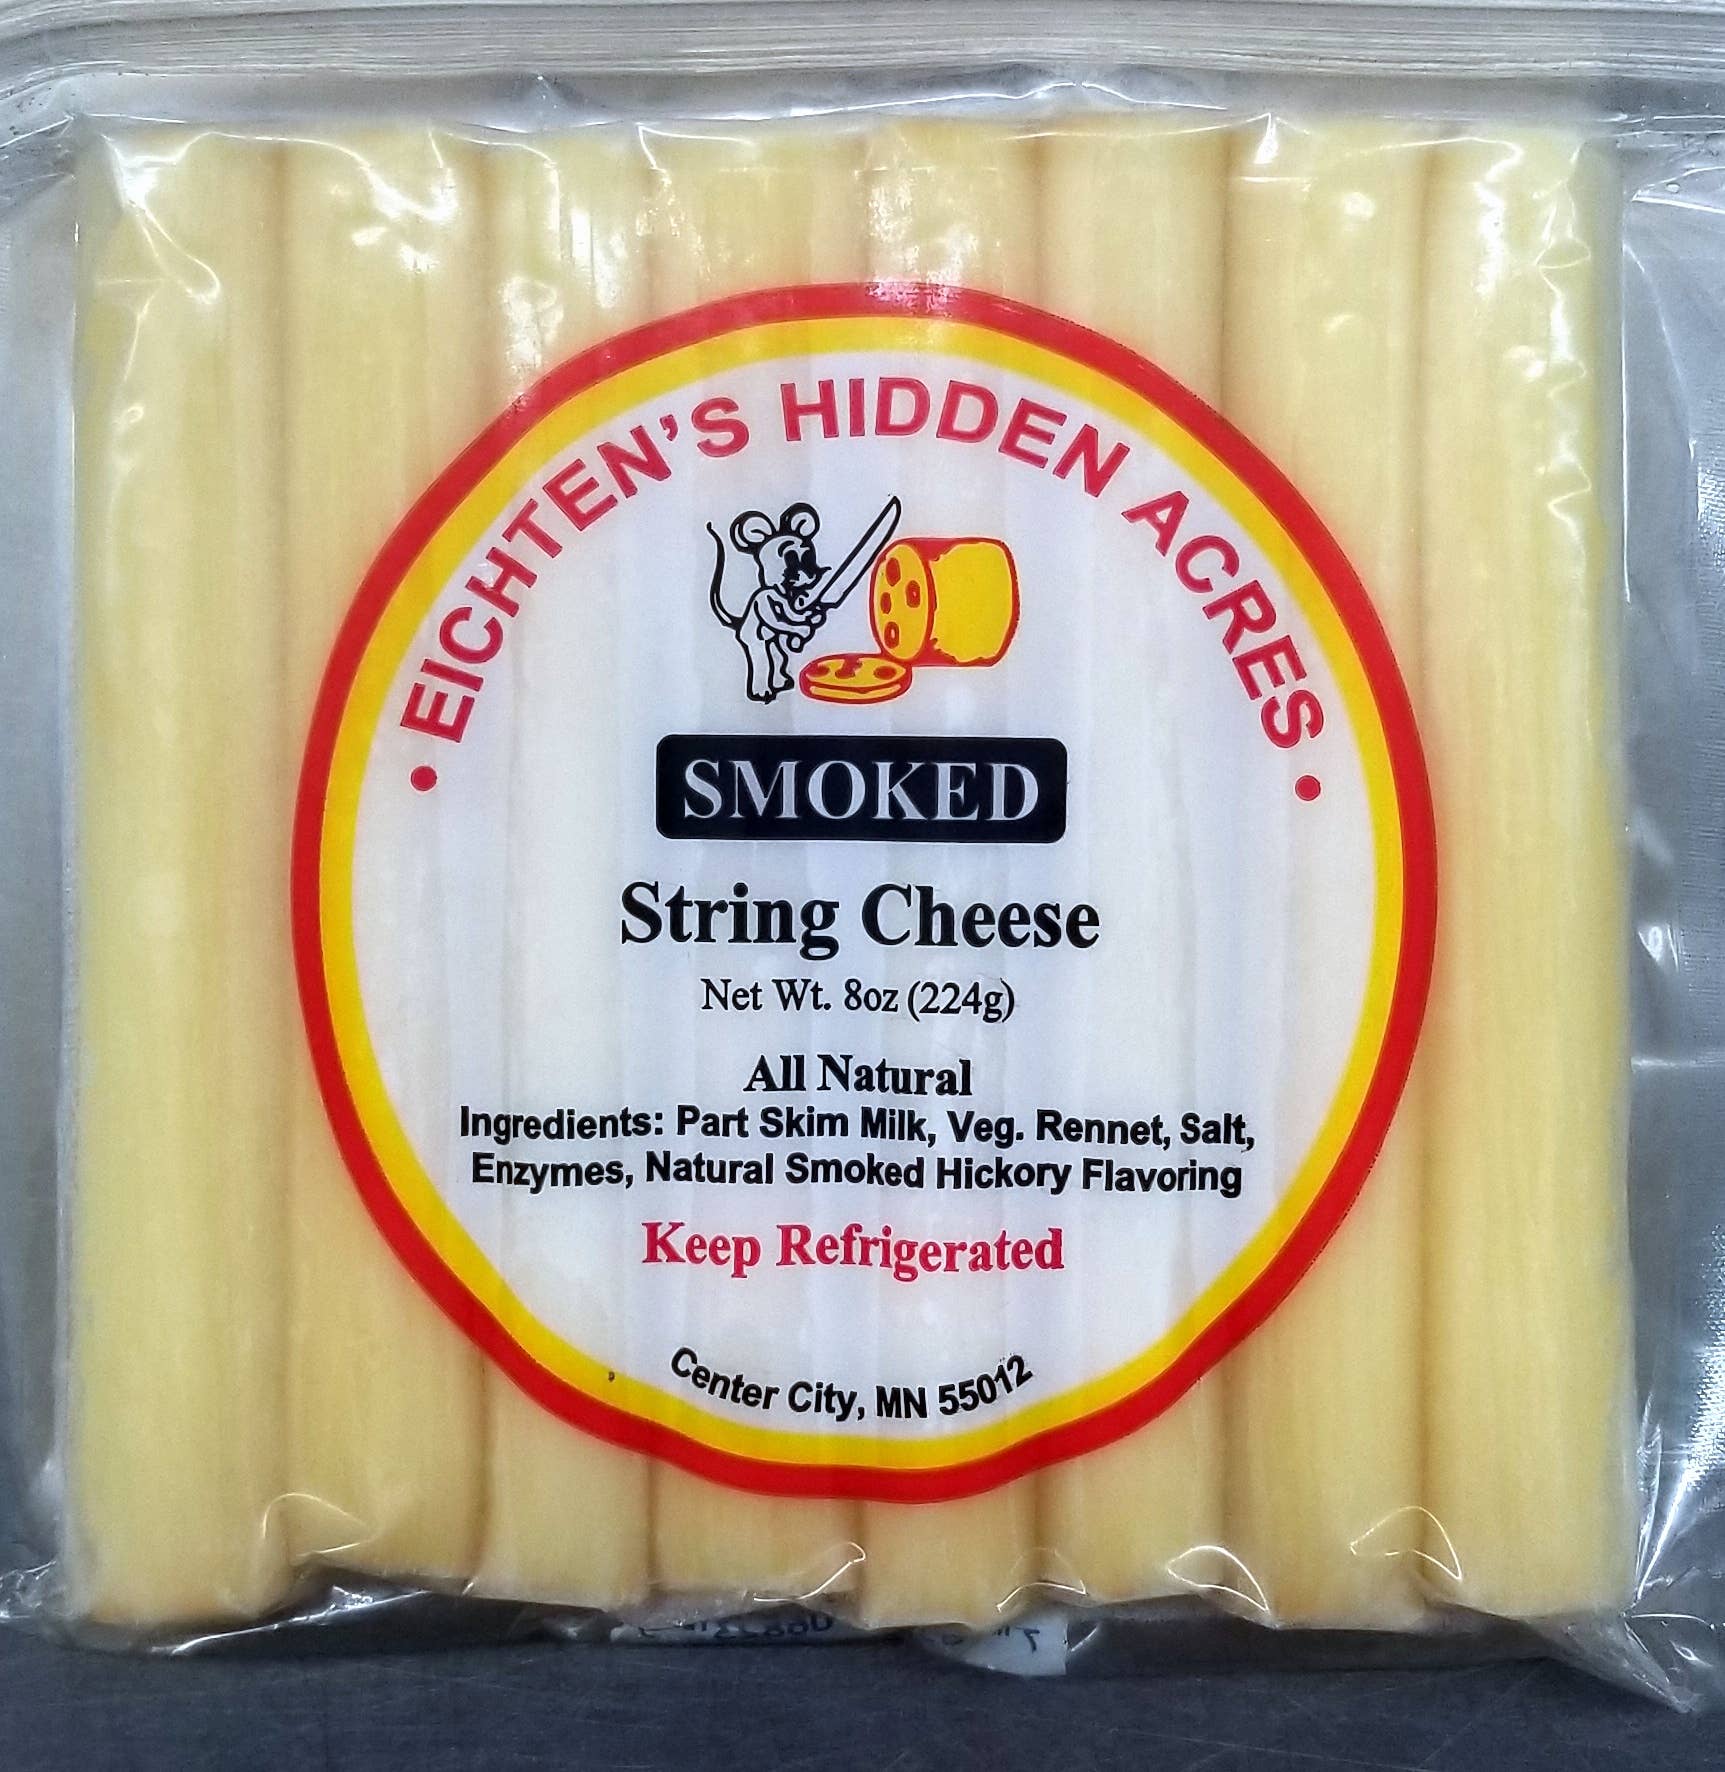 • EICHTEN'S HIDDEN ACRES •
SMOKED
String Cheese
Net Wt. 8oz (224g)
All Natural
Ingredients: Part Skim Milk, Veg. Rennet, Salt,
Enzymes, Natural Smoked Hickory Flavoring
Keep Refrigerated
Center City, MN 55012